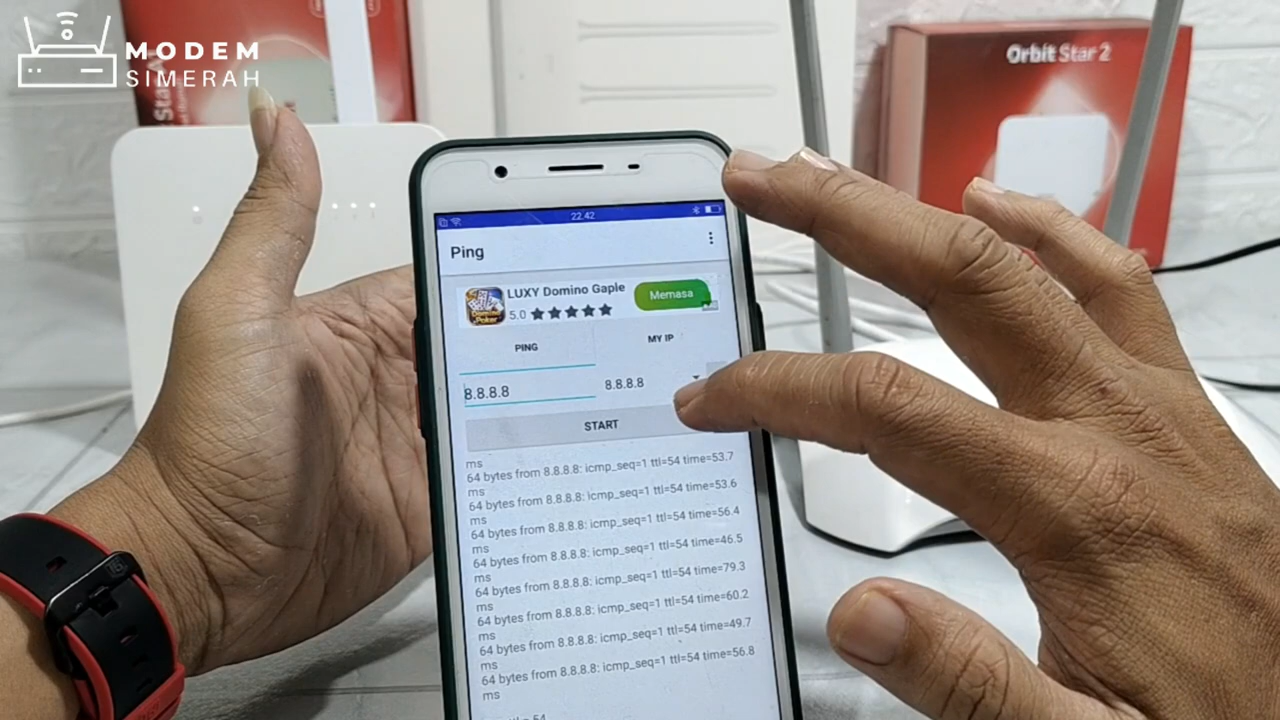 MODEM
SIMERAH
Orbit Star 2
22.42
Ping
LUXY Domino Gaple
Memasa
5.0
PING
MY IP
8.8.8.8
8.8.8.8
START
ms
64 bytes from 8.8.8.8: icmp_seq=1 ttl=54 time=53.7
ms
64 bytes from 8.8.8.8: icmp_seq=1 ttl=54 time=53.6
ms
64 bytes from 8.8.8.8: icmp_seq=1 ttl=54 time=56.4
ms
64 bytes from 8.8.8.8: icmp_seq=1 ttl=54 time=46.5
ms
64 bytes from 8.8.8.8: icmp_seq=1 ttl=54 time=79.3
ms
64 bytes from 8.8.8.8: icmp_seq=1 ttl=54 time=60.2
ms
64 bytes from 8.8.8.8: icmp_seq=1 ttl=54 time=49.7
ms
64 bytes from 8.8.8.8: icmp_seq=1 ttl=54 time=56.8
ms